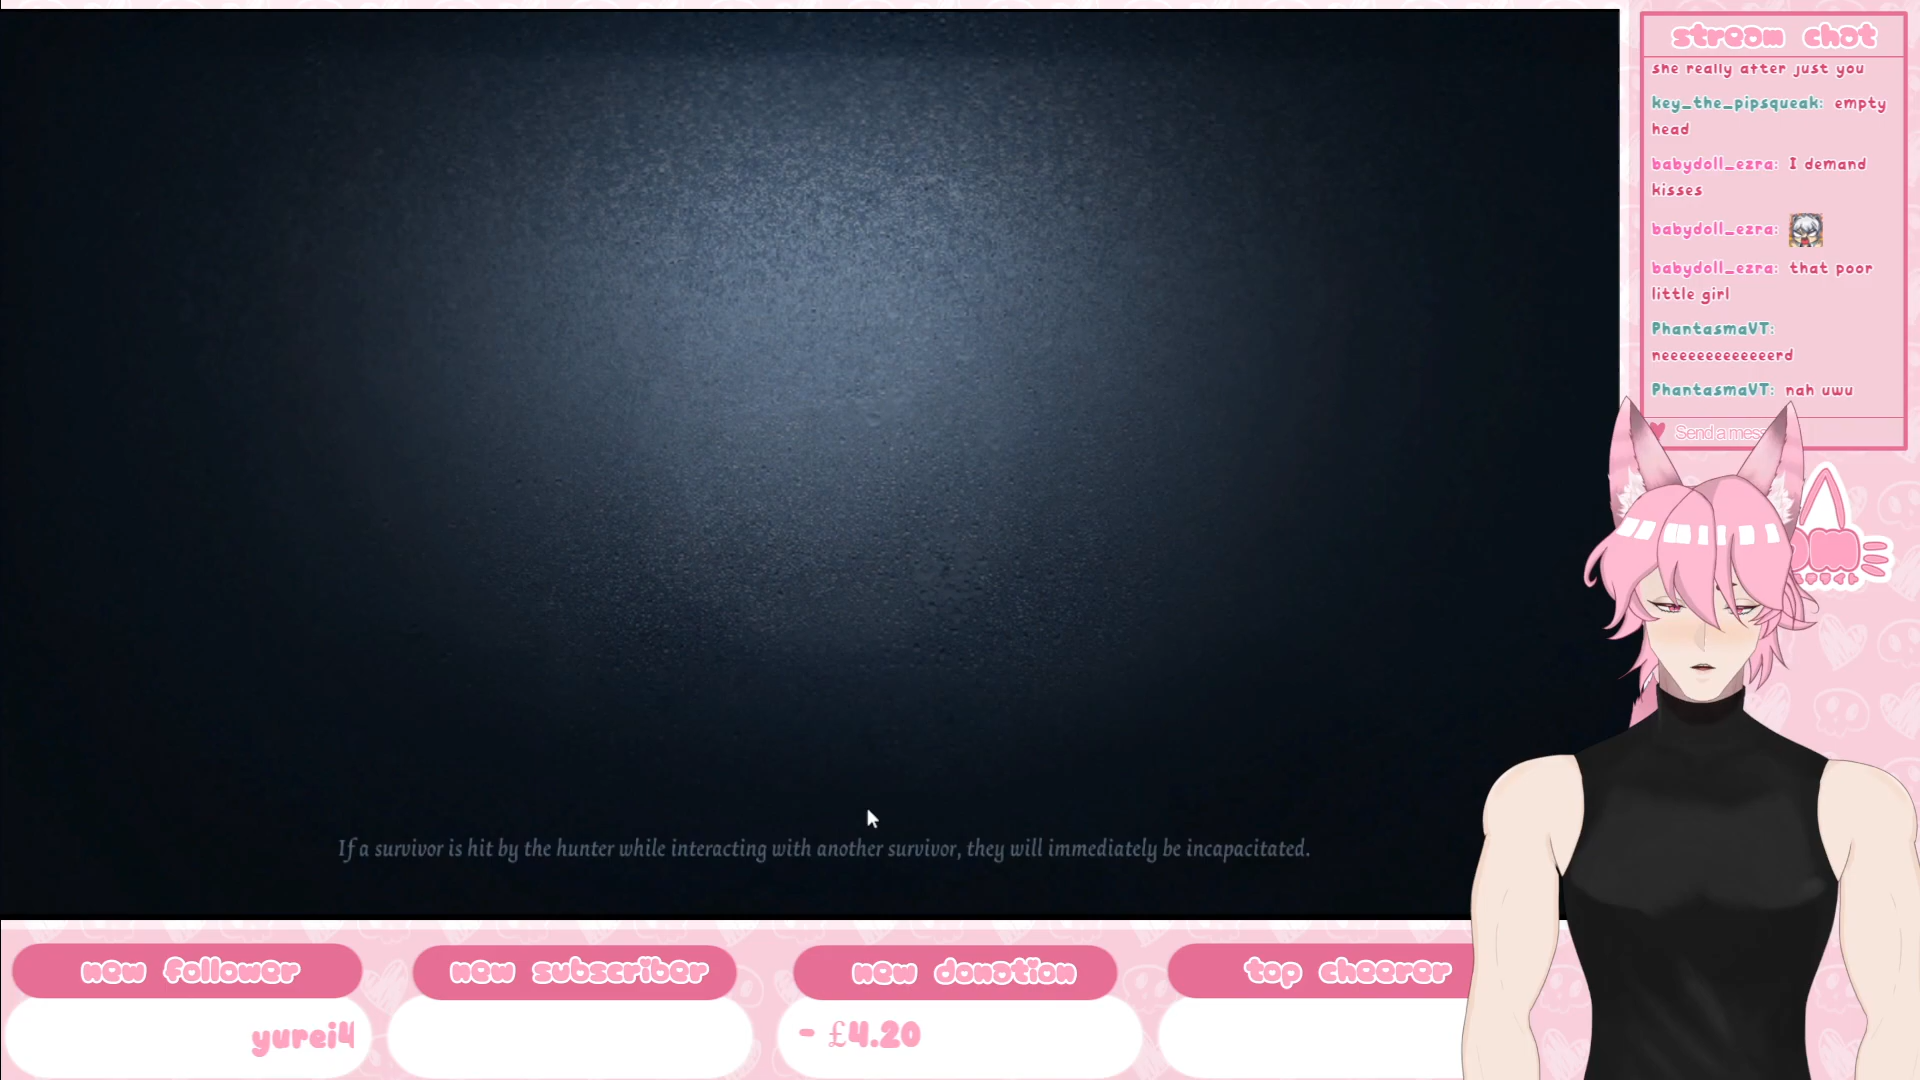 stream chat
she really after just you
key_the_pipsqueak: empty
head
babydoll_ezra: I demand
kisses
babydoll_ezra:
babydoll_ezra: that poor
little girl
PhantasmaVT:
neeeeeeeeeeeeerd
PhantasmaVT: nah uwu
Send a mess
If a survivor is hit by the hunter while interacting with another survivor, they will immediately be incapacitated.
new follower
new subscriber
new donation
top cheerer
yurei4
- £4.20